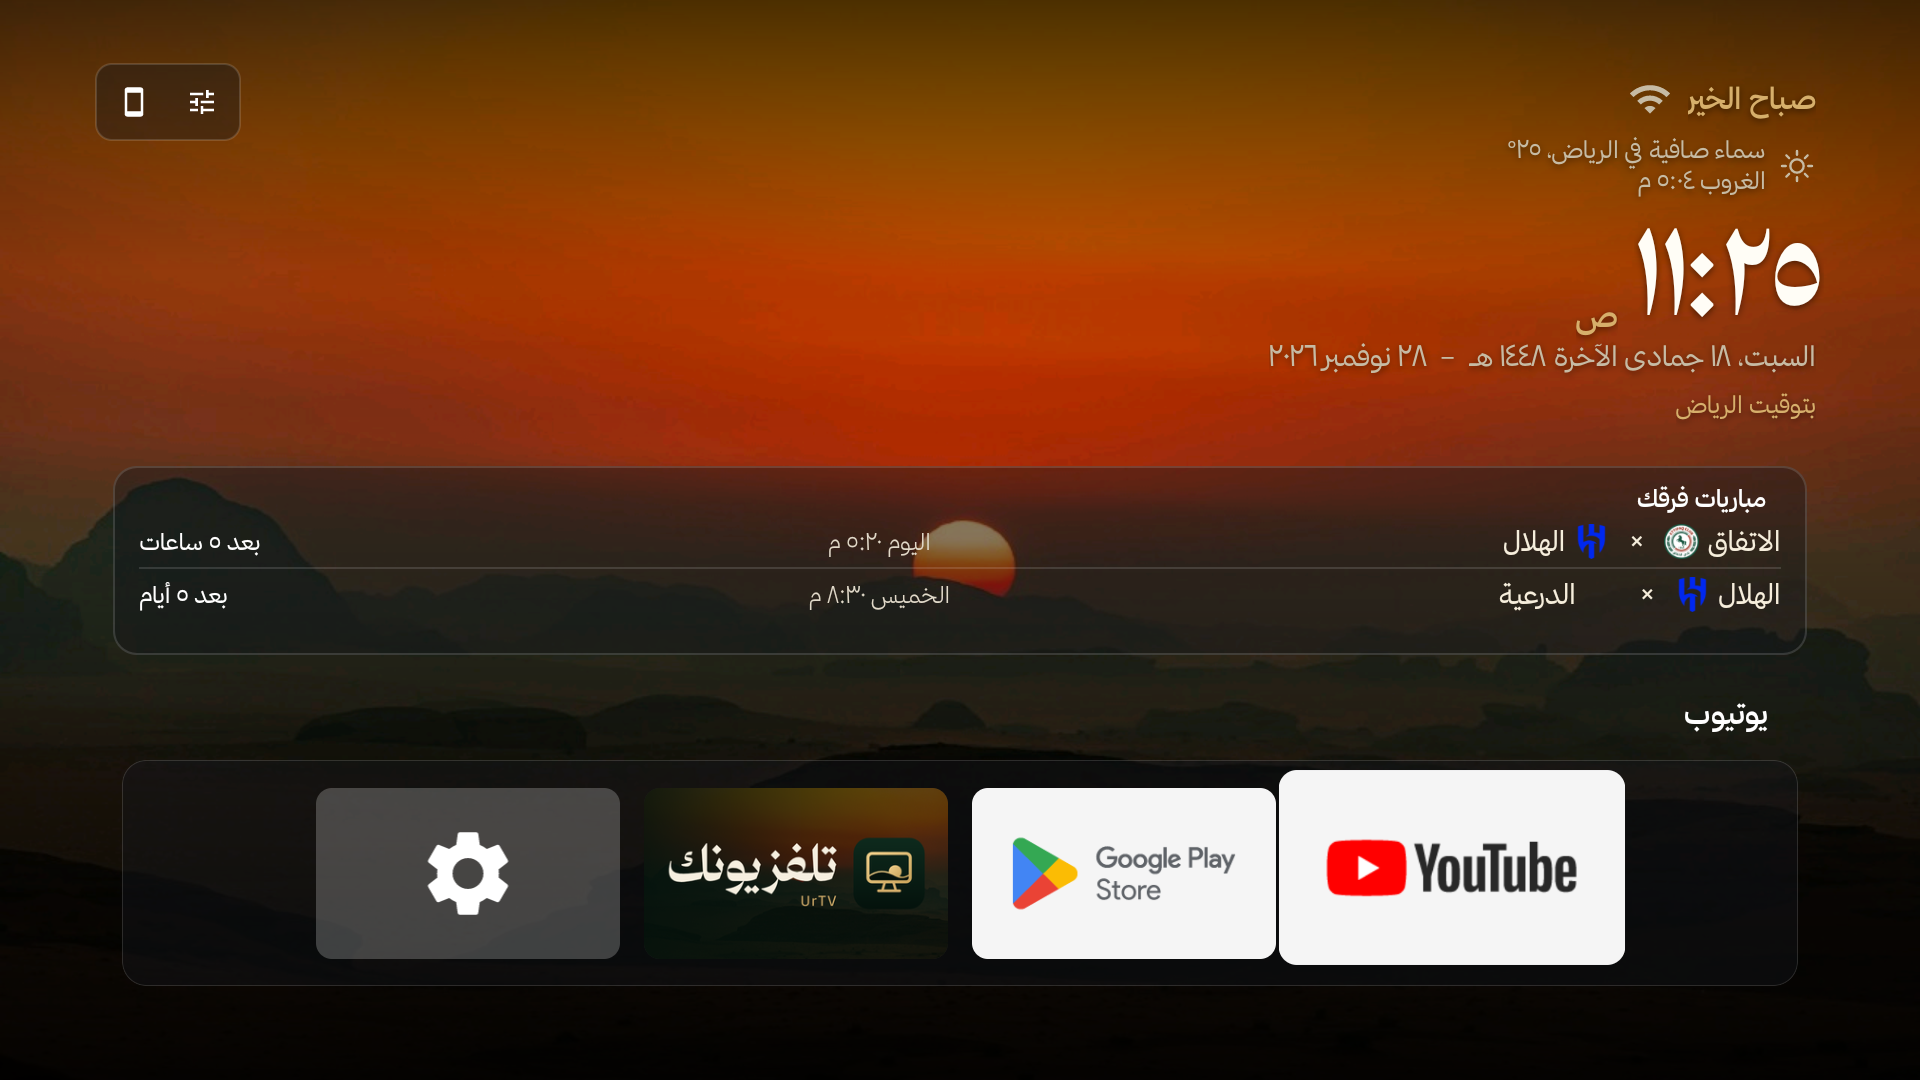 صباح الخير
سماء صافية في الرياض، ٢٥°
الغروب ٥:٠٤ م
١١:٢٥ ص
السبت، ١٨ جمادى الآخرة ١٤٤٨ هـ – ٢٨ نوفمبر ٢٠٢٦
بتوقيت الرياض
مباريات فرقك
الاتفاق × الهلال اليوم ٥:٢٠ م بعد ٥ ساعات
الهلال × الدرعية الخميس ٨:٣٠ م بعد ٥ أيام
يوتيوب
YouTube
Google Play
Store
تلفزيونك
UrTV